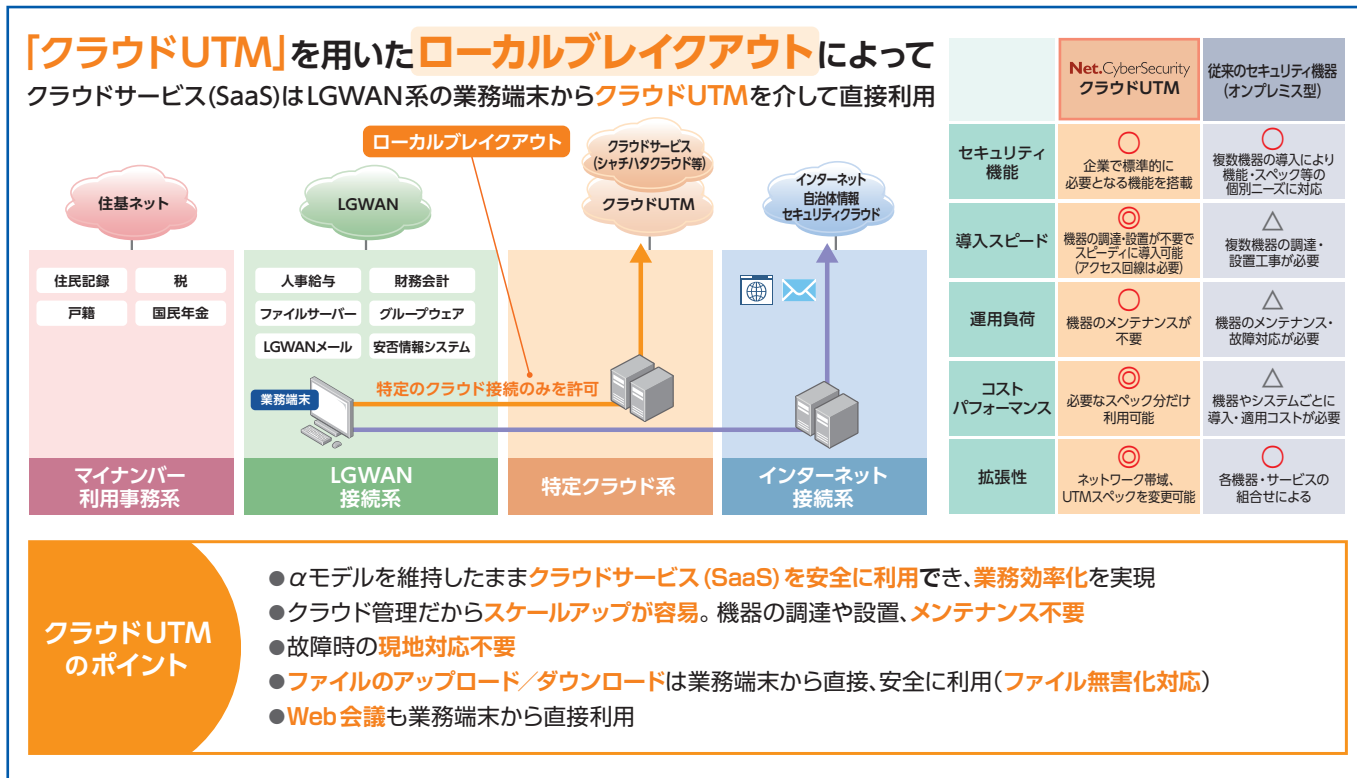 「クラウドUTM」を用いたローカルブレイクアウトによって
クラウドサービス(SaaS)はLGWAN系の業務端末からクラウドUTMを介して直接利用
ローカルブレイクアウト
住基ネット
LGWAN
クラウドサービス
(シャチハタクラウド等)
クラウドUTM
インターネット
自治体情報
セキュリティクラウド
住民記録
税
戸籍
国民年金
人事給与
財務会計
ファイルサーバー
グループウェア
LGWANメール
安否情報システム
業務端末
特定のクラウド接続のみを許可
マイナンバー
利用事務系
LGWAN
接続系
特定クラウド系
インターネット
接続系
Net.CyberSecurity
クラウドUTM
従来のセキュリティ機器
(オンプレミス型)
セキュリティ
機能
○
企業で標準的に
必要となる機能を搭載
○
複数機器の導入により
機能・スペック等の
個別ニーズに対応
導入スピード
◎
機器の調達・設置が不要で
スピーディに導入可能
(アクセス回線は必要)
△
複数機器の調達・
設置工事が必要
運用負荷
○
機器のメンテナンスが
不要
△
機器のメンテナンス・
故障対応が必要
コスト
パフォーマンス
◎
必要なスペック分だけ
利用可能
△
機器やシステムごとに
導入・適用コストが必要
拡張性
◎
ネットワーク帯域、
UTMスペックを変更可能
○
各機器・サービスの
組合せによる
クラウドUTM
のポイント
●αモデルを維持したままクラウドサービス(SaaS)を安全に利用でき、業務効率化を実現
●クラウド管理だからスケールアップが容易。機器の調達や設置、メンテナンス不要
●故障時の現地対応不要
●ファイルのアップロード／ダウンロードは業務端末から直接、安全に利用(ファイル無害化対応)
●Web会議も業務端末から直接利用